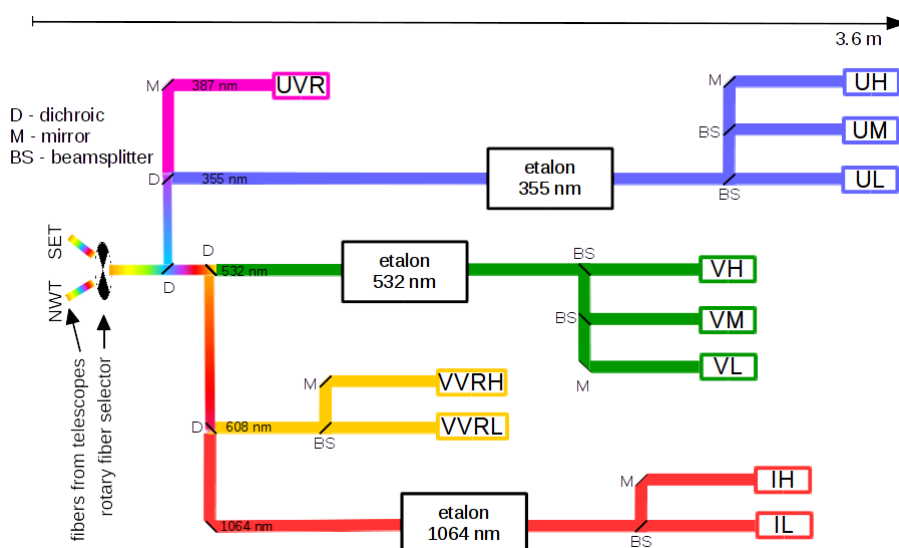 3.6 m
M
387 nm
UVR
M
UH
D - dichroic
M - mirror
BS - beamsplitter
BS
UM
etalon
355 nm
D
355 nm
UL
BS
SET
NWT
D
D
532 nm
etalon
532 nm
BS
VH
BS
VM
VL
M
fibers from telescopes
rotary fiber selector
M
VVRH
D
608 nm
VVRL
BS
M
IH
1064 nm
etalon
1064 nm
IL
BS